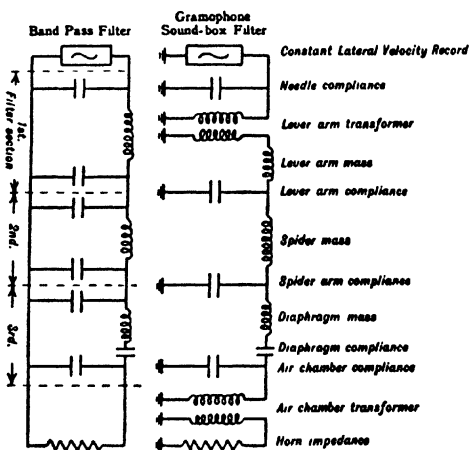 Band Pass Filter
Gramophone
Sound-box Filter
Constant Lateral Velocity Record
Needle compliance
Lever arm transformer
Lever arm mass
Lever arm compliance
Spider mass
Spider arm compliance
Diaphragm mass
Diaphragm compliance
Air chamber compliance
Air chamber transformer
Horn impedance
1st.
Filter section
2nd.
3rd.